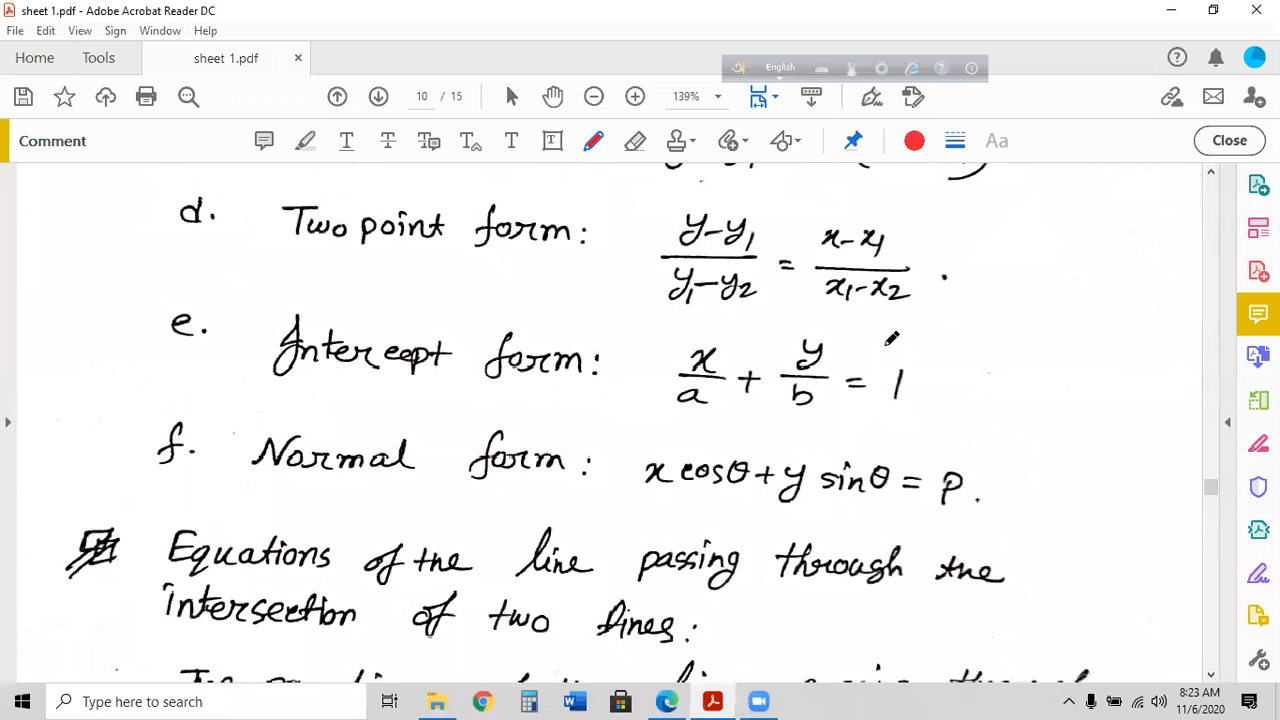 sheet 1.pdf - Adobe Acrobat Reader DC
File Edit View Sign Window Help
Home Tools sheet 1.pdf ×
English
10 / 15 139%
Comment
Aa
Close
d. Two point form: (y-y₁)/(y₁-y₂) = (x-x₁)/(x₁-x₂) .
e. Intercept form: x/a + y/b = 1
f. Normal form: x cosθ + y sinθ = p.
Equations of the line passing through the
intersection of two lines:
Type here to search
8:23 AM
11/6/2020